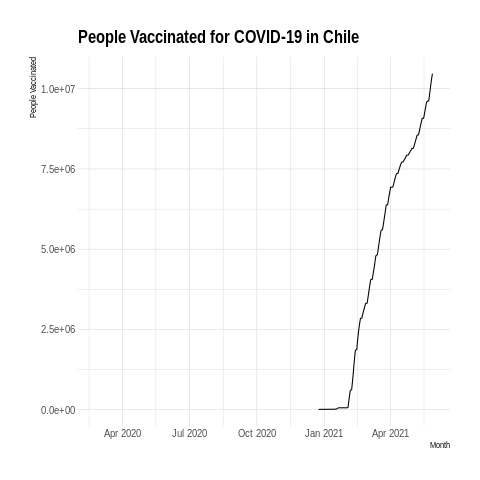 People Vaccinated for COVID-19 in Chile
People Vaccinated
1.0e+07
7.5e+06
5.0e+06
2.5e+06
0.0e+00
Apr 2020 Jul 2020 Oct 2020 Jan 2021 Apr 2021
Month